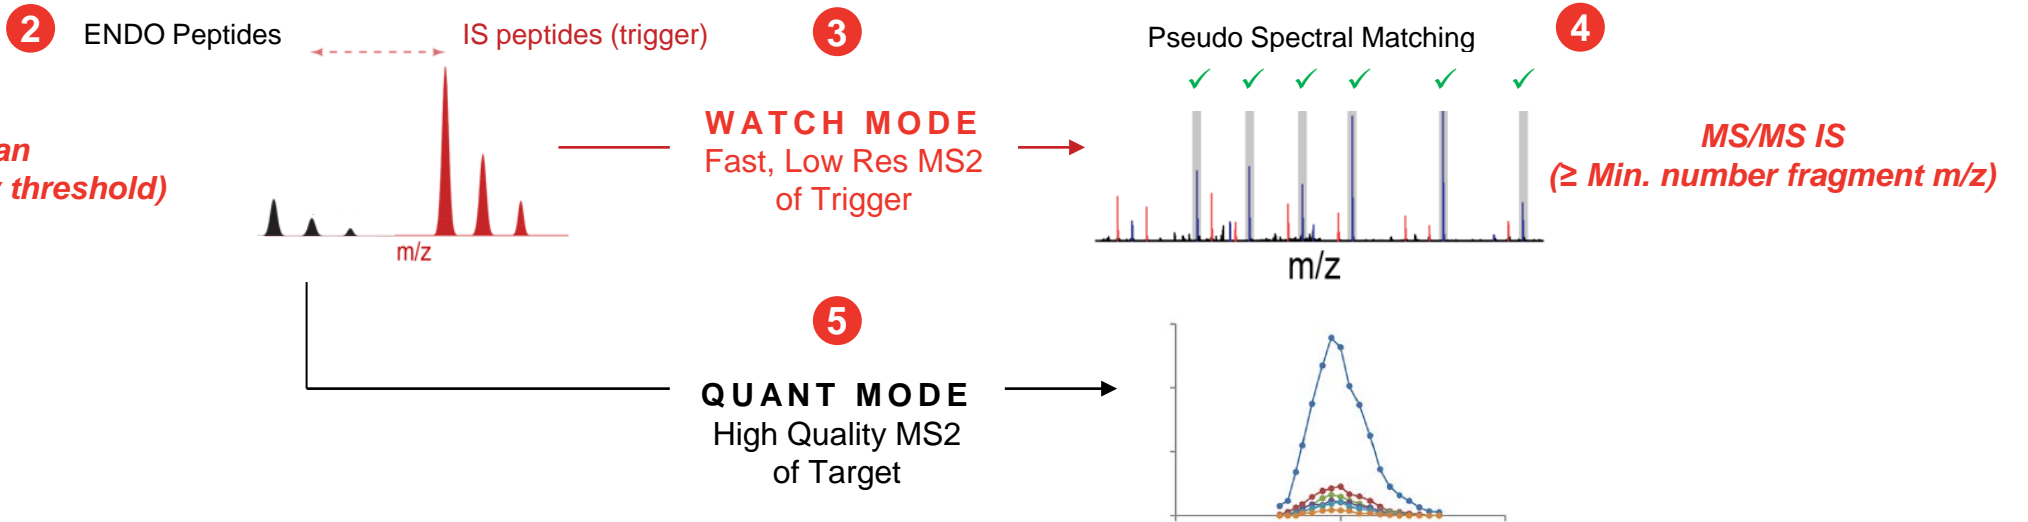 2 ENDO Peptides IS peptides (trigger)
threshold)
m/z
3
WATCH MODE
Fast, Low Res MS2
of Trigger
Pseudo Spectral Matching
✓ ✓ ✓ ✓ ✓ ✓
m/z
4
MS/MS IS
(≥ Min. number fragment m/z)
5
QUANT MODE
High Quality MS2
of Target